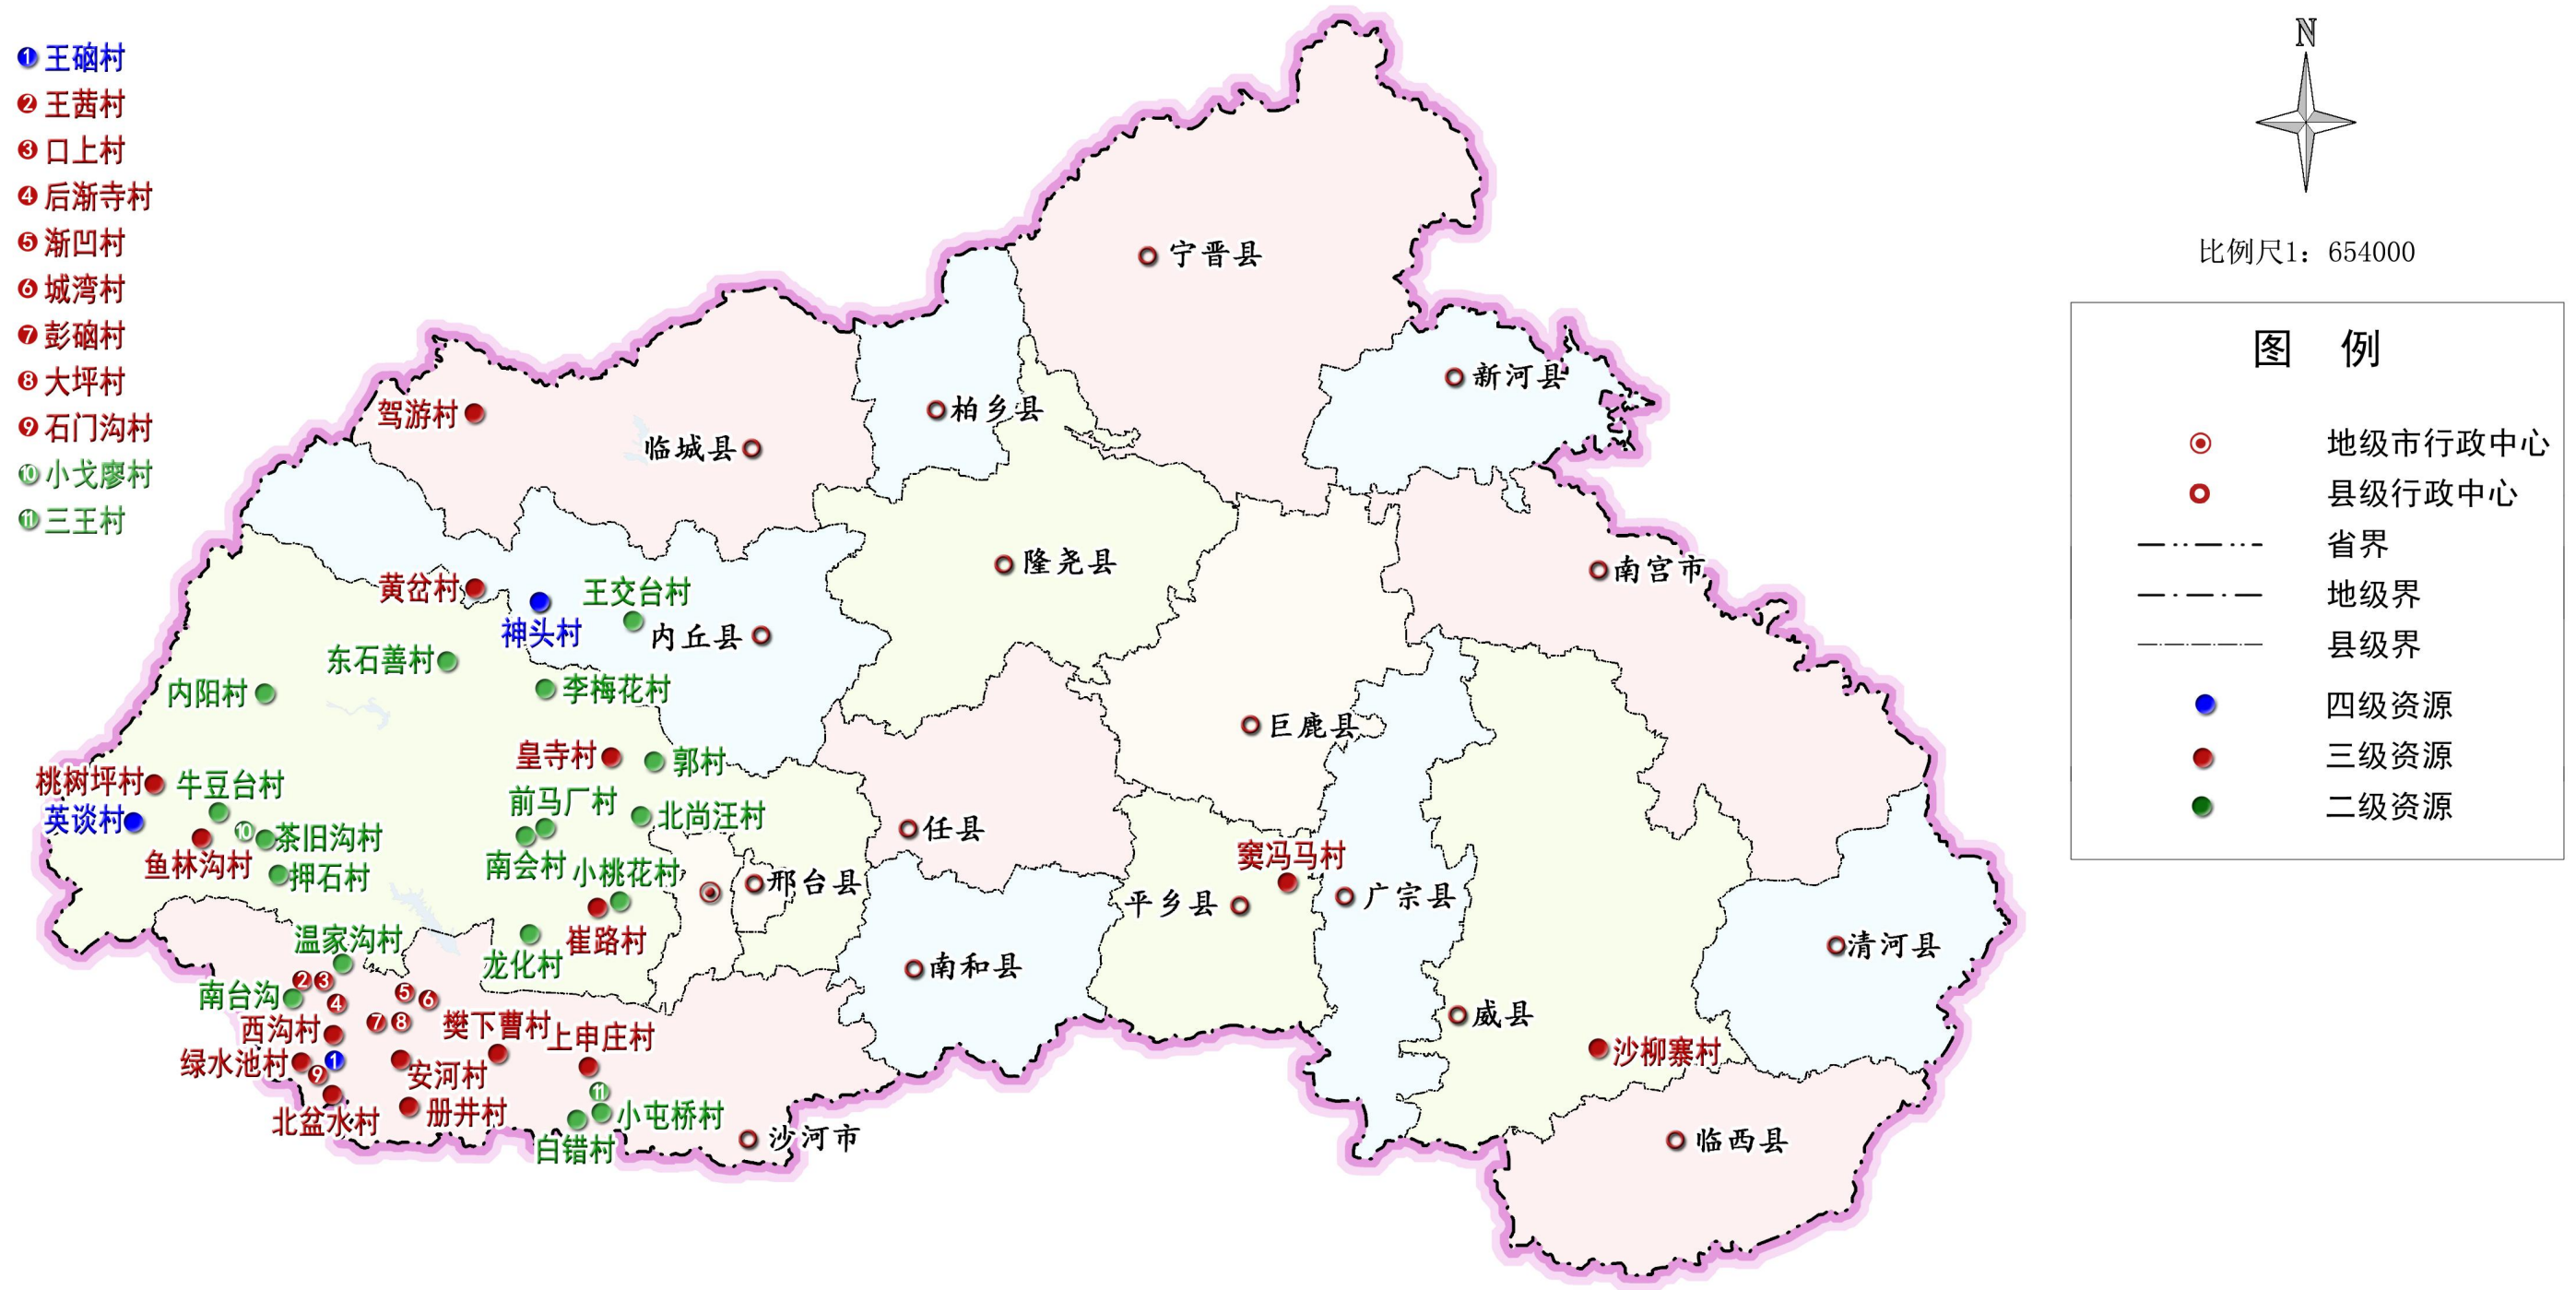 ❶王硇村
❷王茜村
❸口上村
❹后渐寺村
❺渐凹村
❻城湾村
❼彭硇村
❽大坪村
❾石门沟村
❿小戈廖村
⓫三王村
N
比例尺1：654000
图 例
地级市行政中心
县级行政中心
省界
地级界
县级界
四级资源
三级资源
二级资源
宁晋县
新河县
柏乡县
驾游村
临城县
隆尧县
南宫市
黄岔村
王交台村
神头村
内丘县
东石善村
内阳村
李梅花村
巨鹿县
皇寺村
郭村
桃树坪村
牛豆台村
前马厂村
英谈村
北尚汪村
❿
茶旧沟村
任县
鱼林沟村
南会村
小桃花村
窦冯马村
押石村
邢台县
平乡县
广宗县
温家沟村
崔路村
龙化村
南和县
清河县
❷
❸
南台沟
❹
❺
❻
西沟村
❼
❽
樊下曹村
上申庄村
威县
绿水池村
❶
❾
安河村
沙柳寨村
北盆水村
册井村
⓫
小屯桥村
白错村
沙河市
临西县